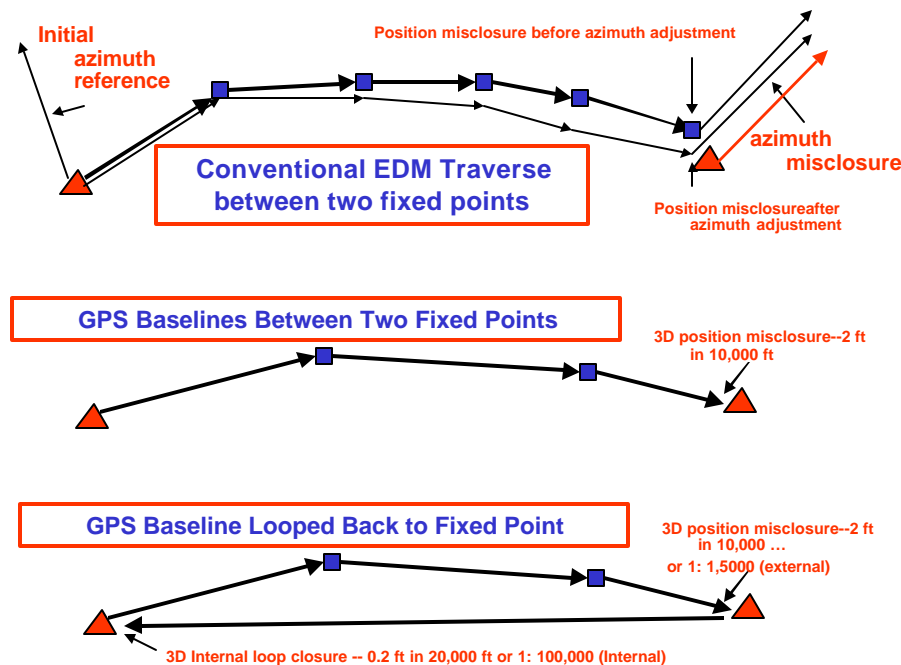 Initial
azimuth
reference
Position misclosure before azimuth adjustment
azimuth
misclosure
Conventional EDM Traverse
between two fixed points
Position misclosureafter
azimuth adjustment
GPS Baselines Between Two Fixed Points
3D position misclosure--2 ft
in 10,000 ft
GPS Baseline Looped Back to Fixed Point
3D position misclosure--2 ft
in 10,000 …
or 1: 1,5000 (external)
3D Internal loop closure -- 0.2 ft in 20,000 ft or 1: 100,000 (Internal)